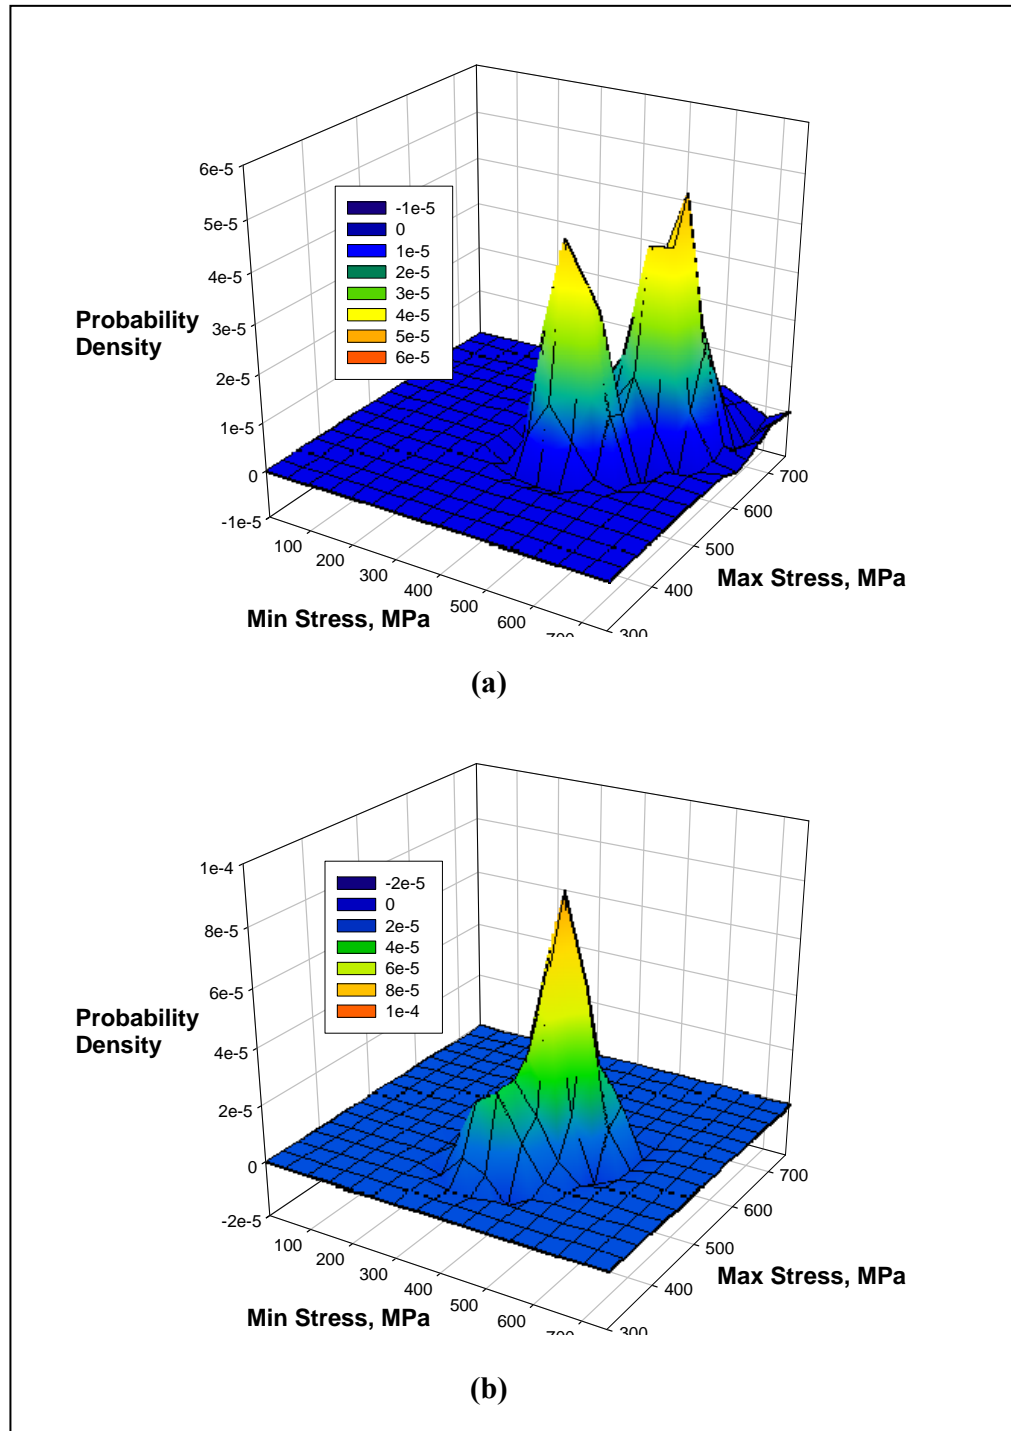 6e-5
5e-5
4e-5
3e-5
2e-5
1e-5
0
-1e-5
Probability
Density
-1e-5
0
1e-5
2e-5
3e-5
4e-5
5e-5
6e-5
100
200
300
400
500
600
700
Min Stress, MPa
300
400
500
600
700
Max Stress, MPa
(a)
1e-4
8e-5
6e-5
4e-5
2e-5
0
-2e-5
Probability
Density
-2e-5
0
2e-5
4e-5
6e-5
8e-5
1e-4
100
200
300
400
500
600
700
Min Stress, MPa
300
400
500
600
700
Max Stress, MPa
(b)